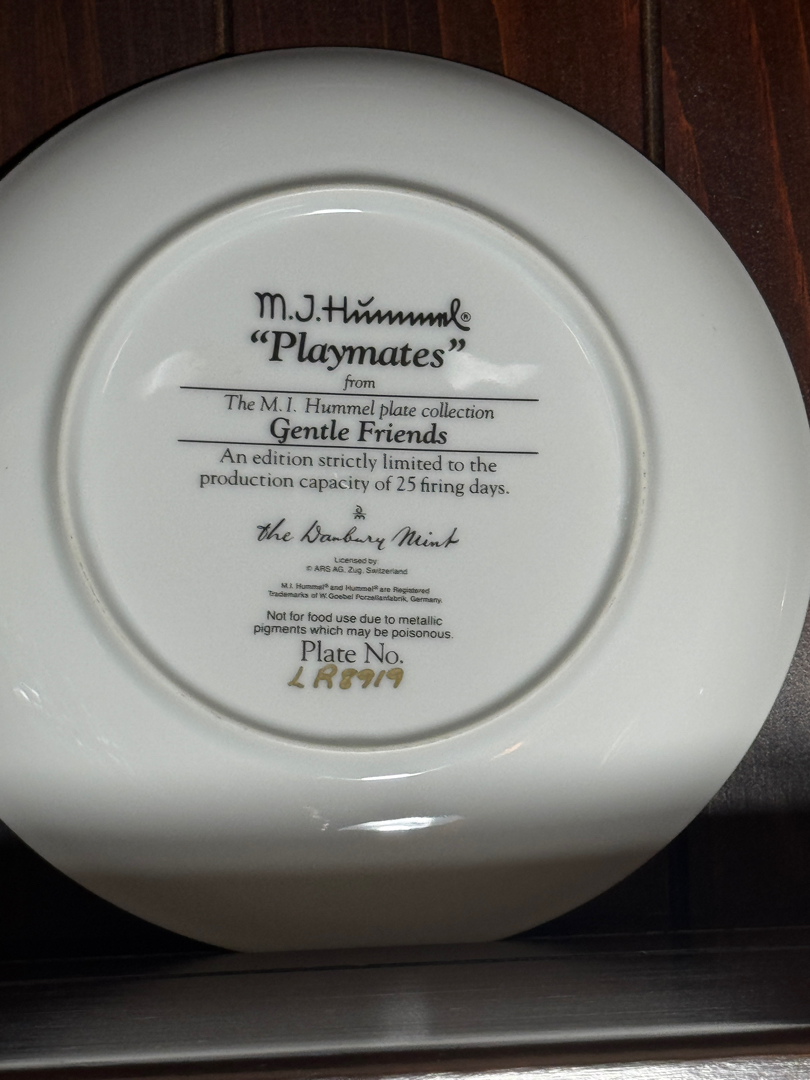 M.J.Hummel®
“Playmates”
from
The M.I. Hummel plate collection
Gentle Friends
An edition strictly limited to the
production capacity of 25 firing days.
the Danbury Mint
Licensed by
© ARS AG, Zug, Switzerland
M.I. Hummel® and Hummel® are Registered
Trademarks of W. Goebel Porzellanfabrik, Germany.
Not for food use due to metallic
pigments which may be poisonous.
Plate No.
LR8919